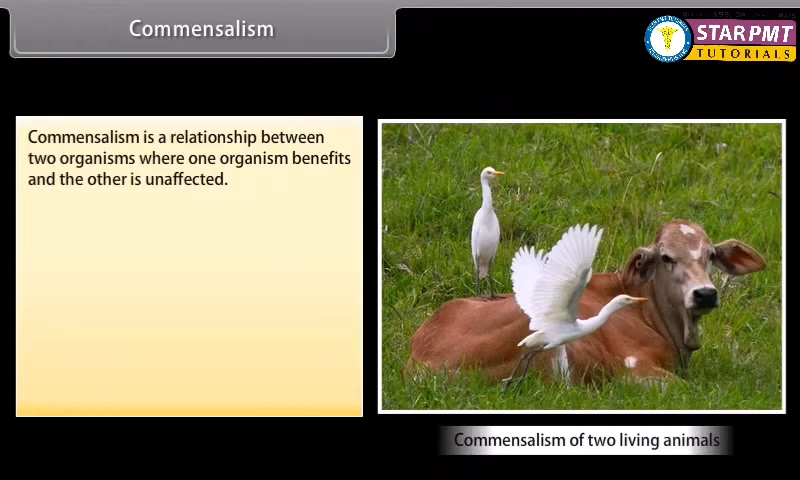 Commensalism
STAR PMT
TUTORIALS
Commensalism is a relationship between
two organisms where one organism benefits
and the other is unaffected.
Commensalism of two living animals